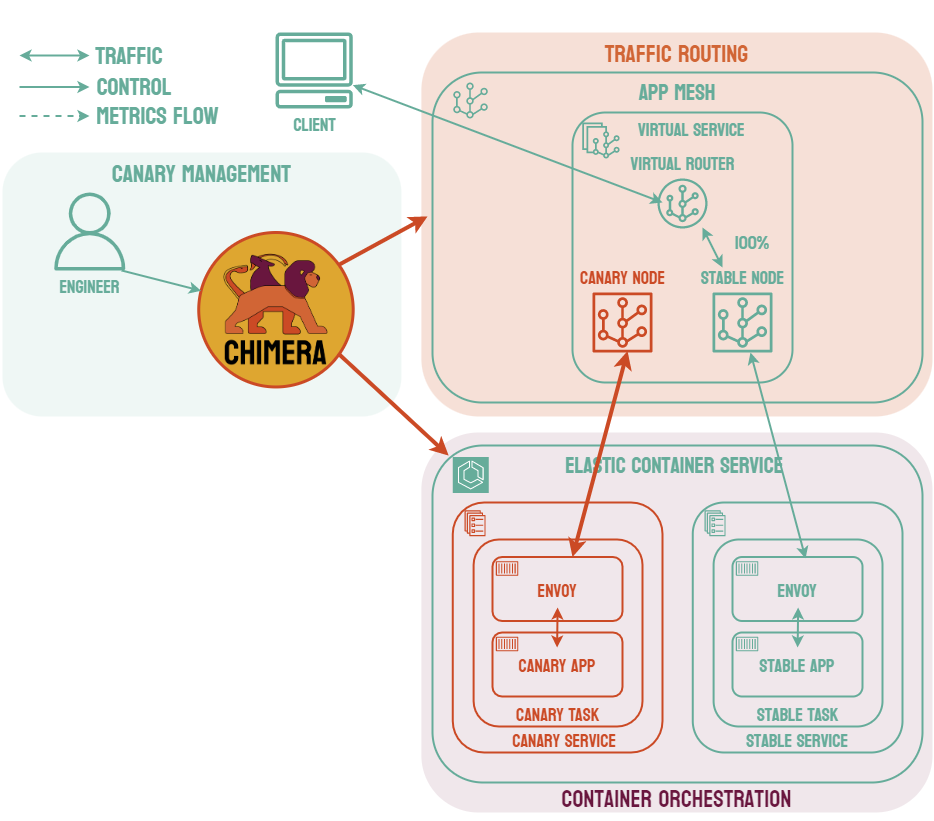 TRAFFIC
CONTROL
METRICS FLOW
CLIENT
TRAFFIC ROUTING
APP MESH
VIRTUAL SERVICE
VIRTUAL ROUTER
100%
CANARY NODE
STABLE NODE
CANARY MANAGEMENT
ENGINEER
CHIMERA
ELASTIC CONTAINER SERVICE
ENVOY
CANARY APP
CANARY TASK
CANARY SERVICE
ENVOY
STABLE APP
STABLE TASK
STABLE SERVICE
CONTAINER ORCHESTRATION